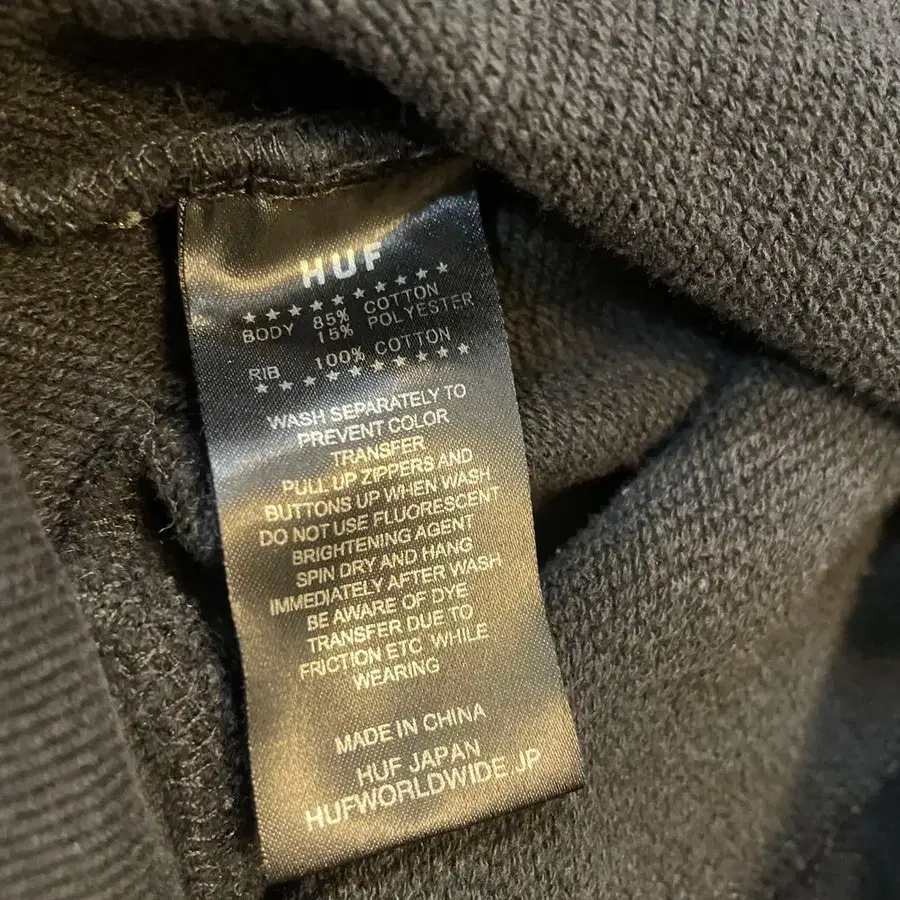 HUF
★★★★★★★★★★
BODY 85% COTTON
15% POLYESTER
RIB 100% COTTON
★★★★★★★★★★
WASH SEPARATELY TO
PREVENT COLOR
TRANSFER
PULL UP ZIPPERS AND
BUTTONS UP WHEN WASH
DO NOT USE FLUORESCENT
BRIGHTENING AGENT
SPIN DRY AND HANG
IMMEDIATELY AFTER WASH
BE AWARE OF DYE
TRANSFER DUE TO
FRICTION ETC. WHILE
WEARING
MADE IN CHINA
HUF JAPAN
HUFWORLDWIDE.JP